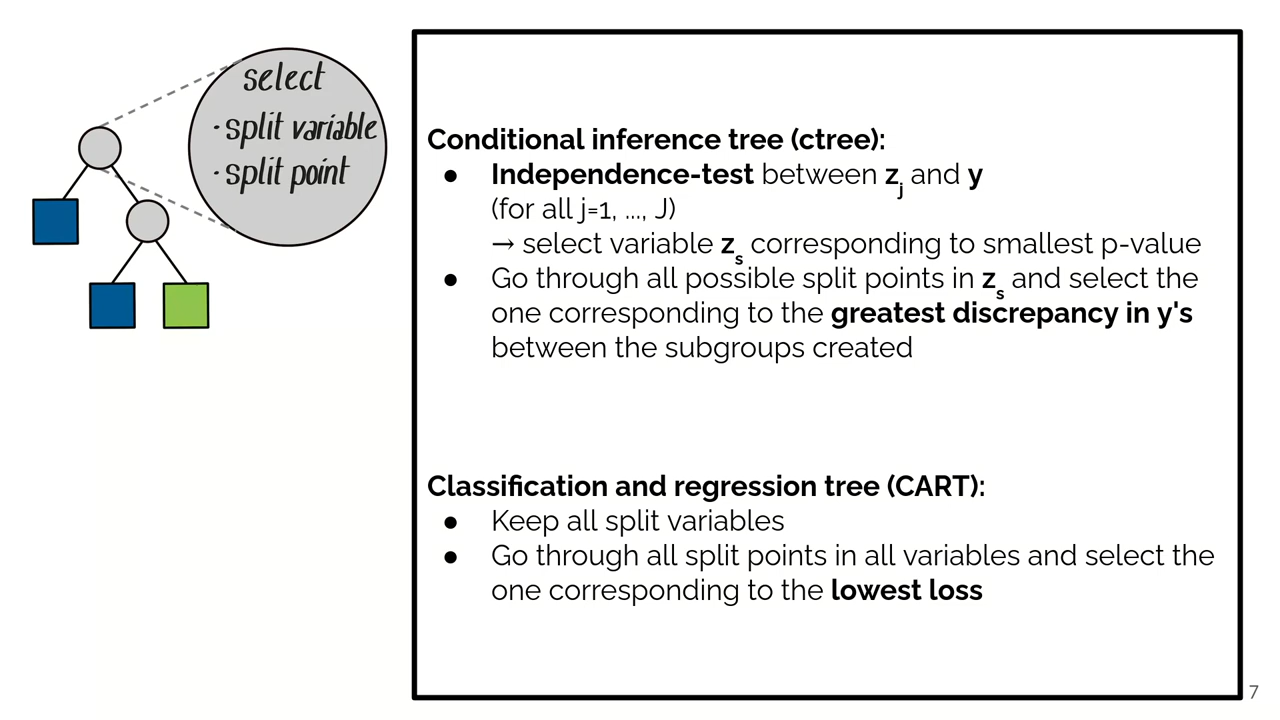 select
· split variable
· split point
Conditional inference tree (ctree):
● Independence-test between zj and y
(for all j=1, ..., J)
→ select variable zs corresponding to smallest p-value
● Go through all possible split points in zs and select the
one corresponding to the greatest discrepancy in y's
between the subgroups created
Classification and regression tree (CART):
● Keep all split variables
● Go through all split points in all variables and select the
one corresponding to the lowest loss
7